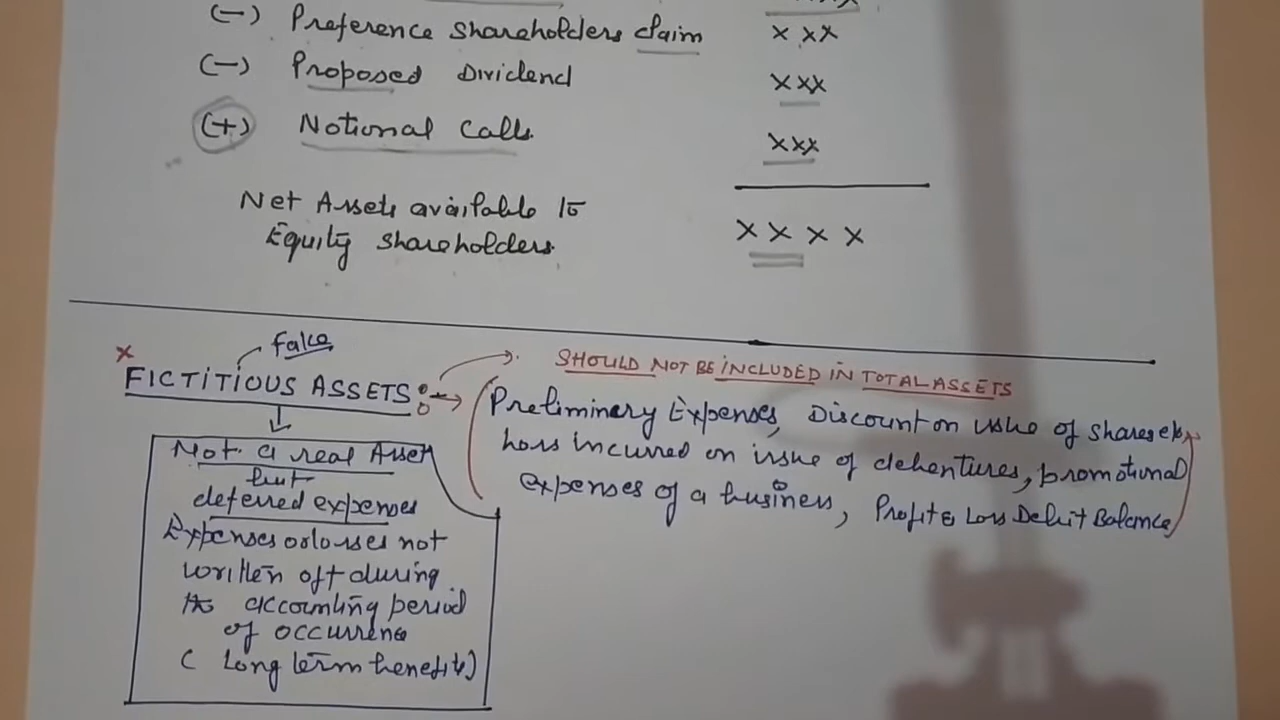 (-) Preference Shareholders claim xxx
(-) Proposed Dividend xxx
(+) Notional Calls xxx
Net Assets available to
Equity shareholders. xxxx
False
x
FICTITIOUS ASSETS :
SHOULD NOT BE INCLUDED IN TOTAL ASSETS
Preliminary Expenses, Discount on issue of shares etc,
loss incurred on issue of debentures, promotional
expenses of a business, Profit & Loss Debit Balance
Not a real Asset
but
deferred expenses
Expenses or losses not
written off during
the accounting period
of occurrence
( Long term benefits)